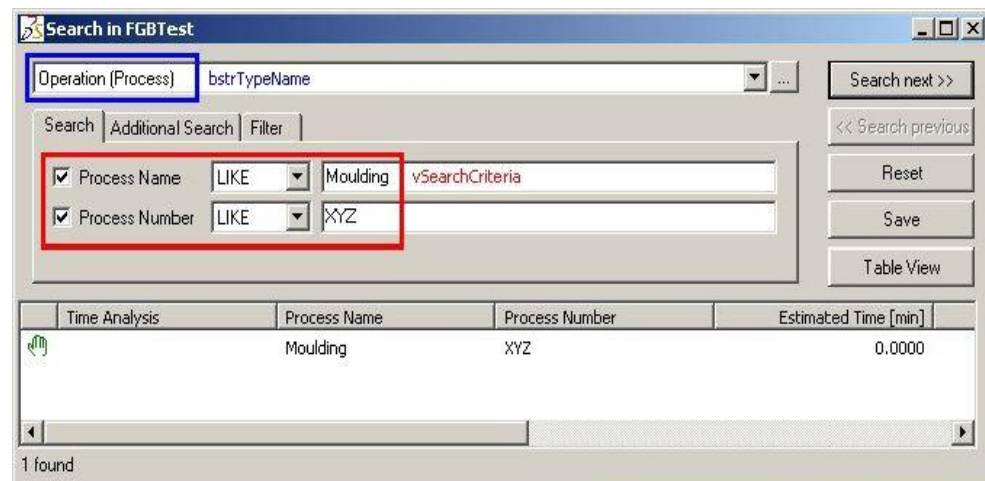 Search in FGBTest
Operation (Process) bstrTypeName ... Search next >>
Search Additional Search Filter << Search previous
Process Name LIKE Moulding vSearchCriteria Reset
Process Number LIKE XYZ Save
Table View
Time Analysis Process Name Process Number Estimated Time [min]
Moulding XYZ 0.0000
1 found